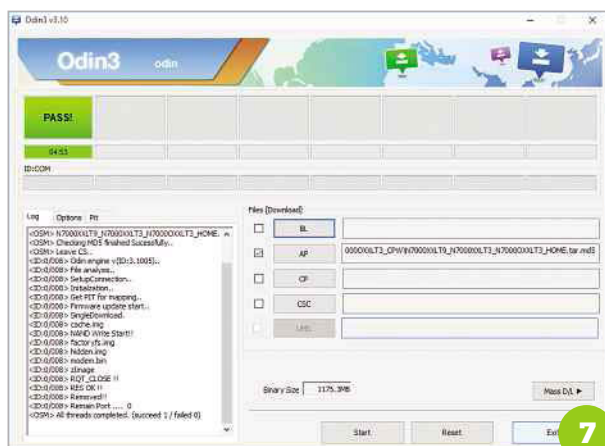 Odin3 v3.10
Odin3 odin
PASS!
04:53
ID:COM
Log Options Pit
<OSM> N7000XXLT9_N7000XXLT3_N7000OXXLT3_HOME.
<OSM> Checking MD5 finished Sucessfully..
<OSM> Leave CS..
<ID:0/008> Odin engine v(ID:3.1005)..
<ID:0/008> File analysis..
<ID:0/008> SetupConnection..
<ID:0/008> Initialzation..
<ID:0/008> Get PIT for mapping..
<ID:0/008> Firmware update start..
<ID:0/008> SingleDownload.
<ID:0/008> cache.img
<ID:0/008> NAND Write Start!!
<ID:0/008> factoryfs.img
<ID:0/008> hidden.img
<ID:0/008> modem.bin
<ID:0/008> zImage
<ID:0/008> RQT_CLOSE !!
<ID:0/008> RES OK !!
<ID:0/008> Removed!!
<ID:0/008> Remain Port .... 0
<OSM> All threads completed. (succeed 1 / failed 0)
Files [Download]
BL
AP
CP
CSC
UMS
Binary Size 1175.3MB
Mass D/L ►
Start Reset
7